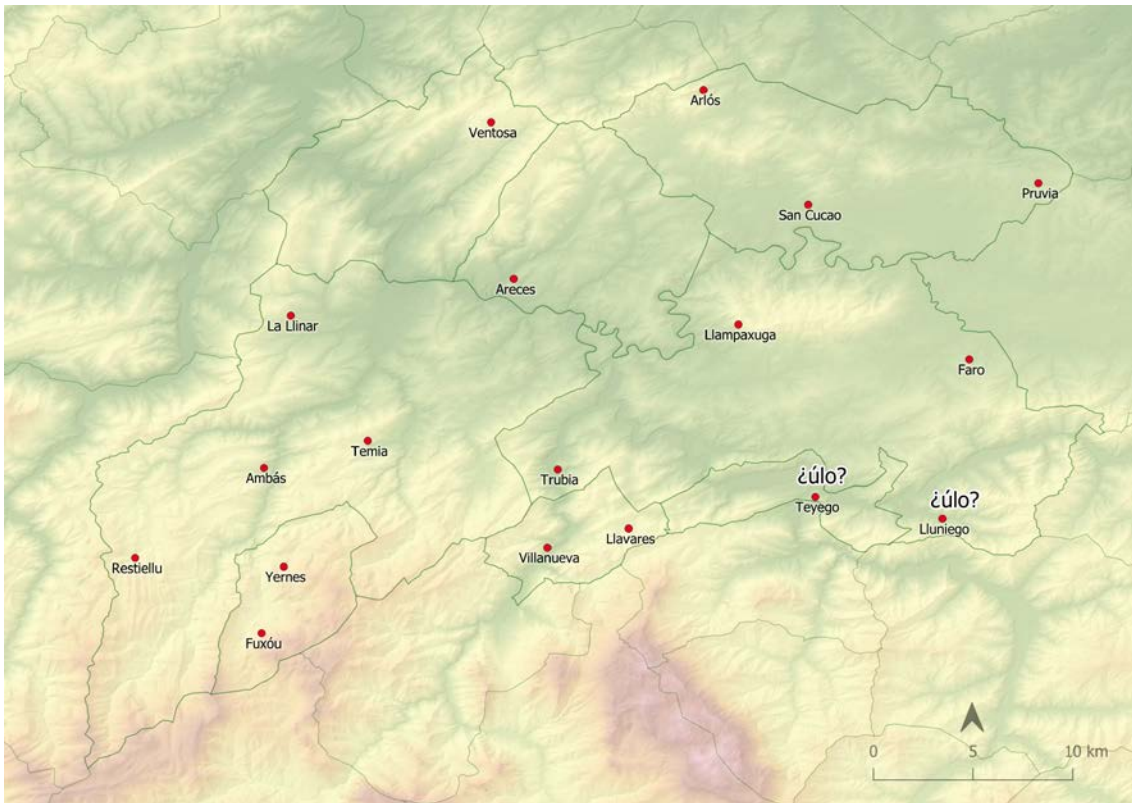 Arlós
Ventosa
Pruvia
San Cucao
Areces
La Llinar
Llampaxuga
Faro
Temia
Ambás
Trubia
¿úlo?
Teyego
¿úlo?
Lluniego
Llavares
Villanueva
Restiellu
Yernes
Fuxóu
0 5 10 km